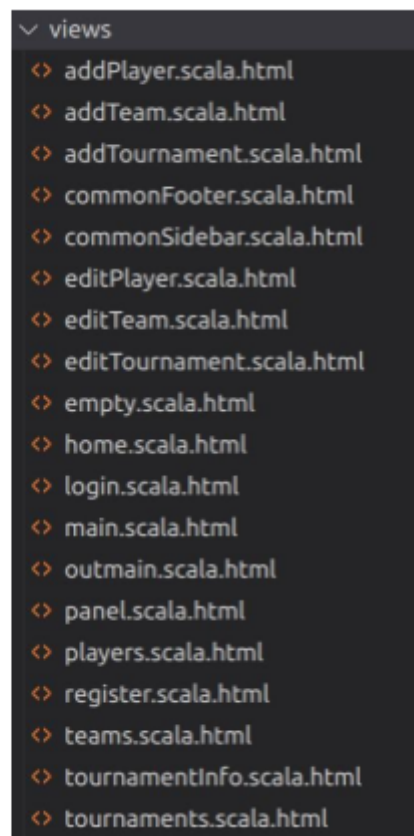 views
addPlayer.scala.html
addTeam.scala.html
addTournament.scala.html
commonFooter.scala.html
commonSidebar.scala.html
editPlayer.scala.html
editTeam.scala.html
editTournament.scala.html
empty.scala.html
home.scala.html
login.scala.html
main.scala.html
outmain.scala.html
panel.scala.html
players.scala.html
register.scala.html
teams.scala.html
tournamentInfo.scala.html
tournaments.scala.html